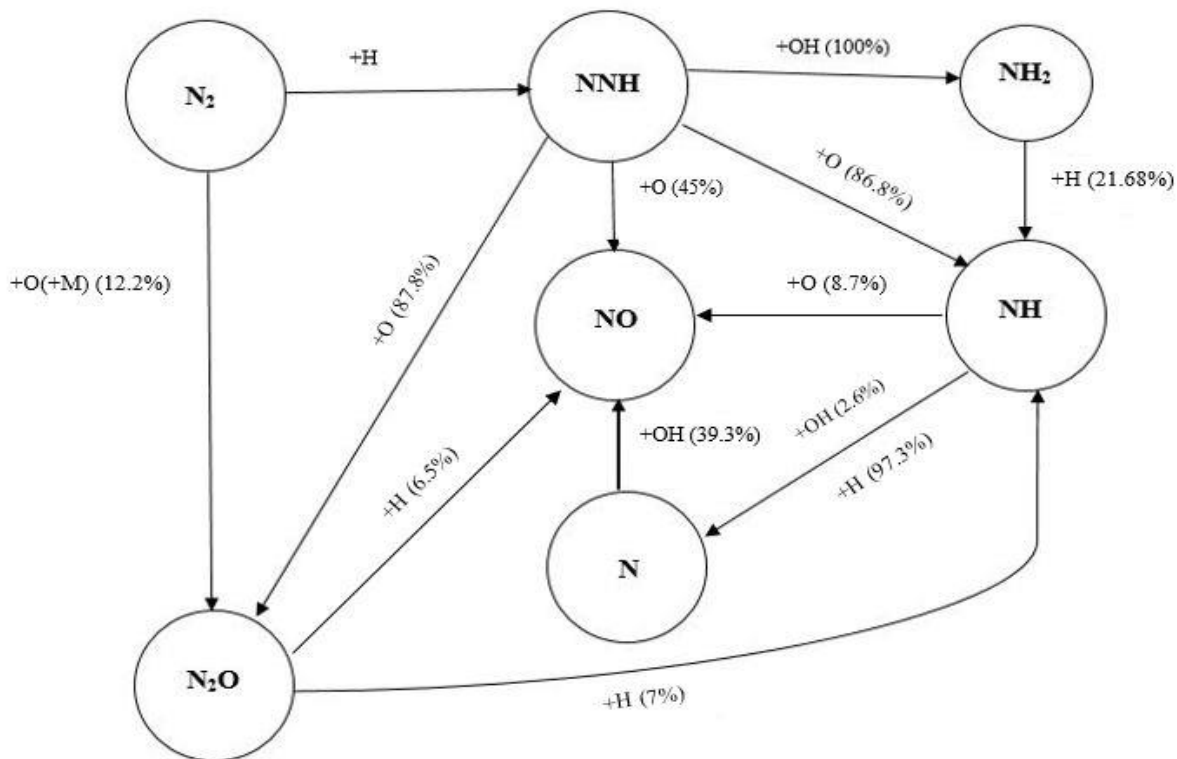 +H
+OH (100%)
N₂
NNH
NH₂
+O (45%)
+O (86.8%)
+H (21.68%)
+O(+M) (12.2%)
+O (87.8%)
+O (8.7%)
NO
NH
+H (6.5%)
+OH (39.3%)
+OH (2.6%)
+H (97.3%)
N
N₂O
+H (7%)